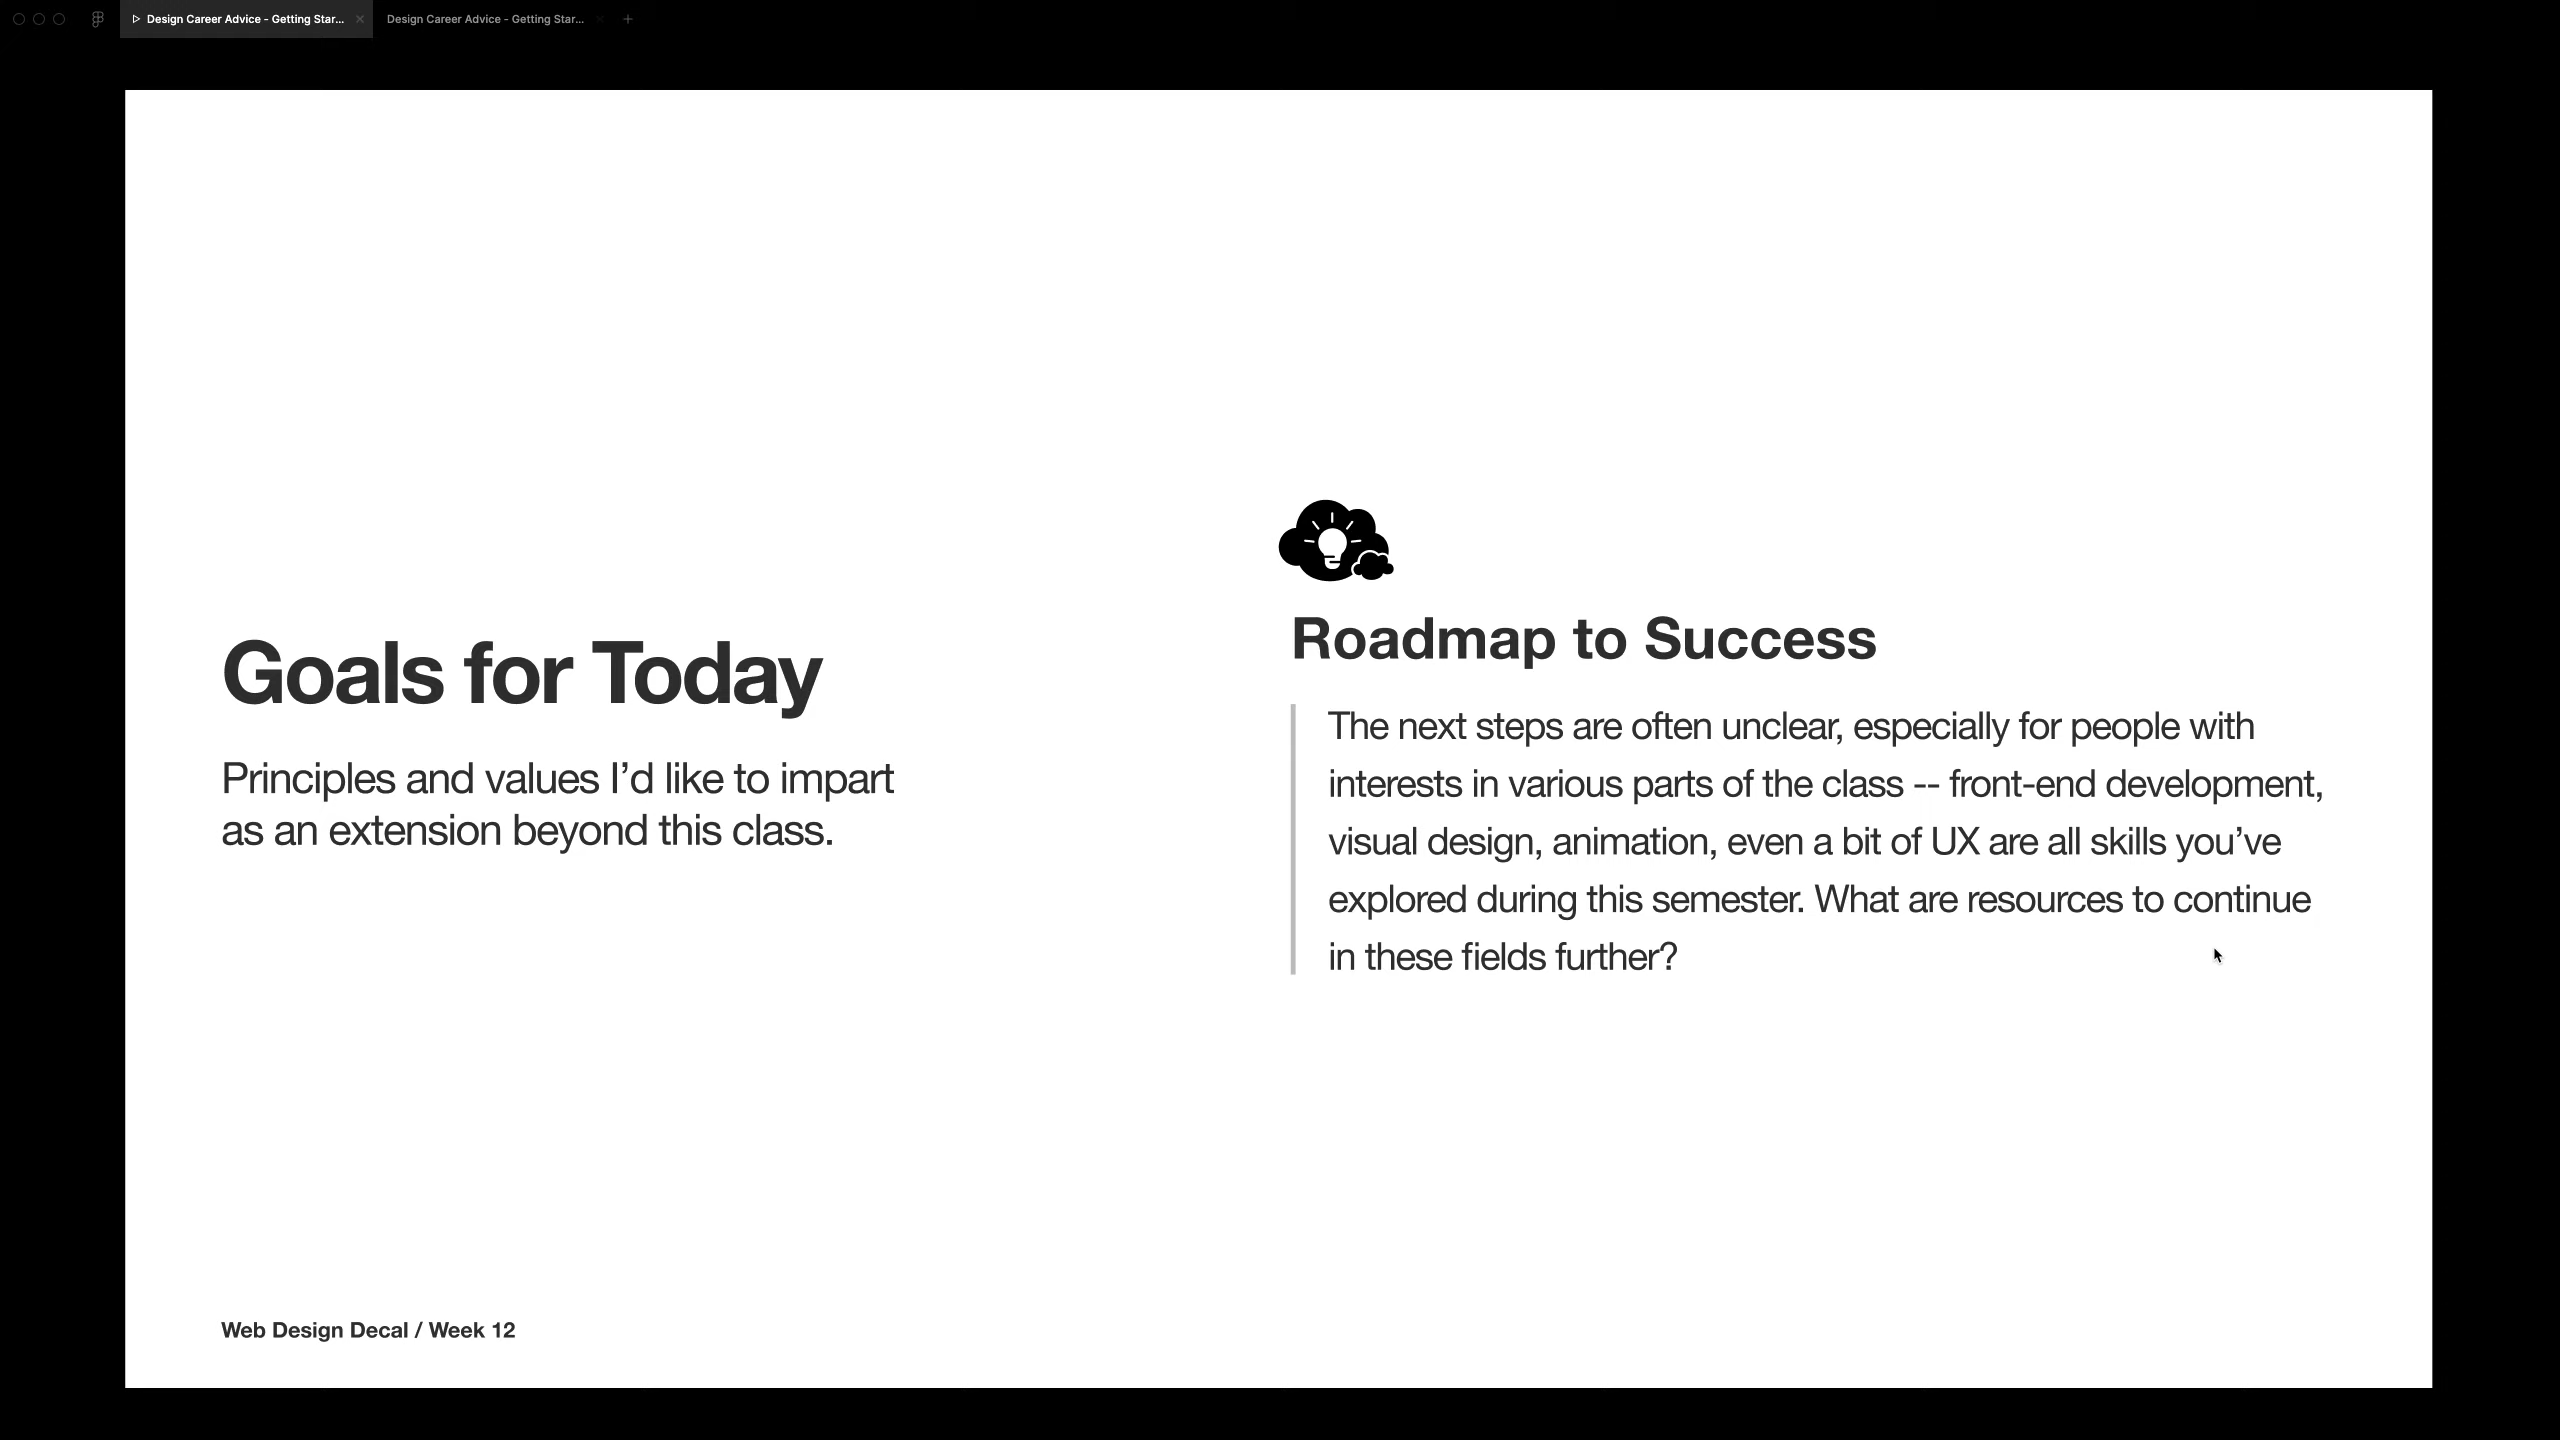 Design Career Advice - Getting Star...
Design Career Advice - Getting Star...
Goals for Today
Principles and values I’d like to impart
as an extension beyond this class.
Roadmap to Success
The next steps are often unclear, especially for people with
interests in various parts of the class -- front-end development,
visual design, animation, even a bit of UX are all skills you’ve
explored during this semester. What are resources to continue
in these fields further?
Web Design Decal / Week 12